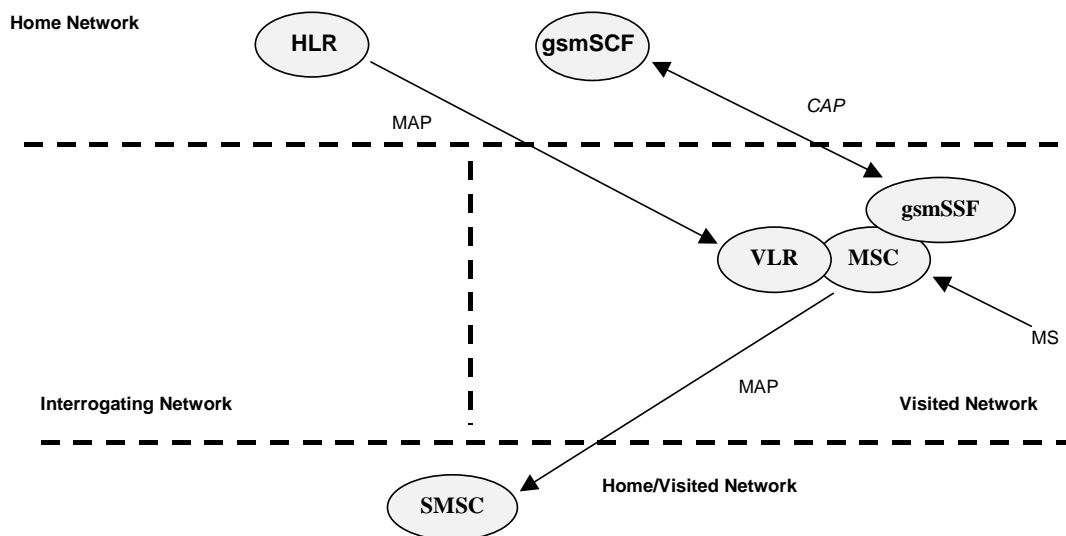 Home Network
HLR
gsmSCF
CAP
MAP
gsmSSF
VLR
MSC
MS
MAP
Interrogating Network
Visited Network
Home/Visited Network
SMSC